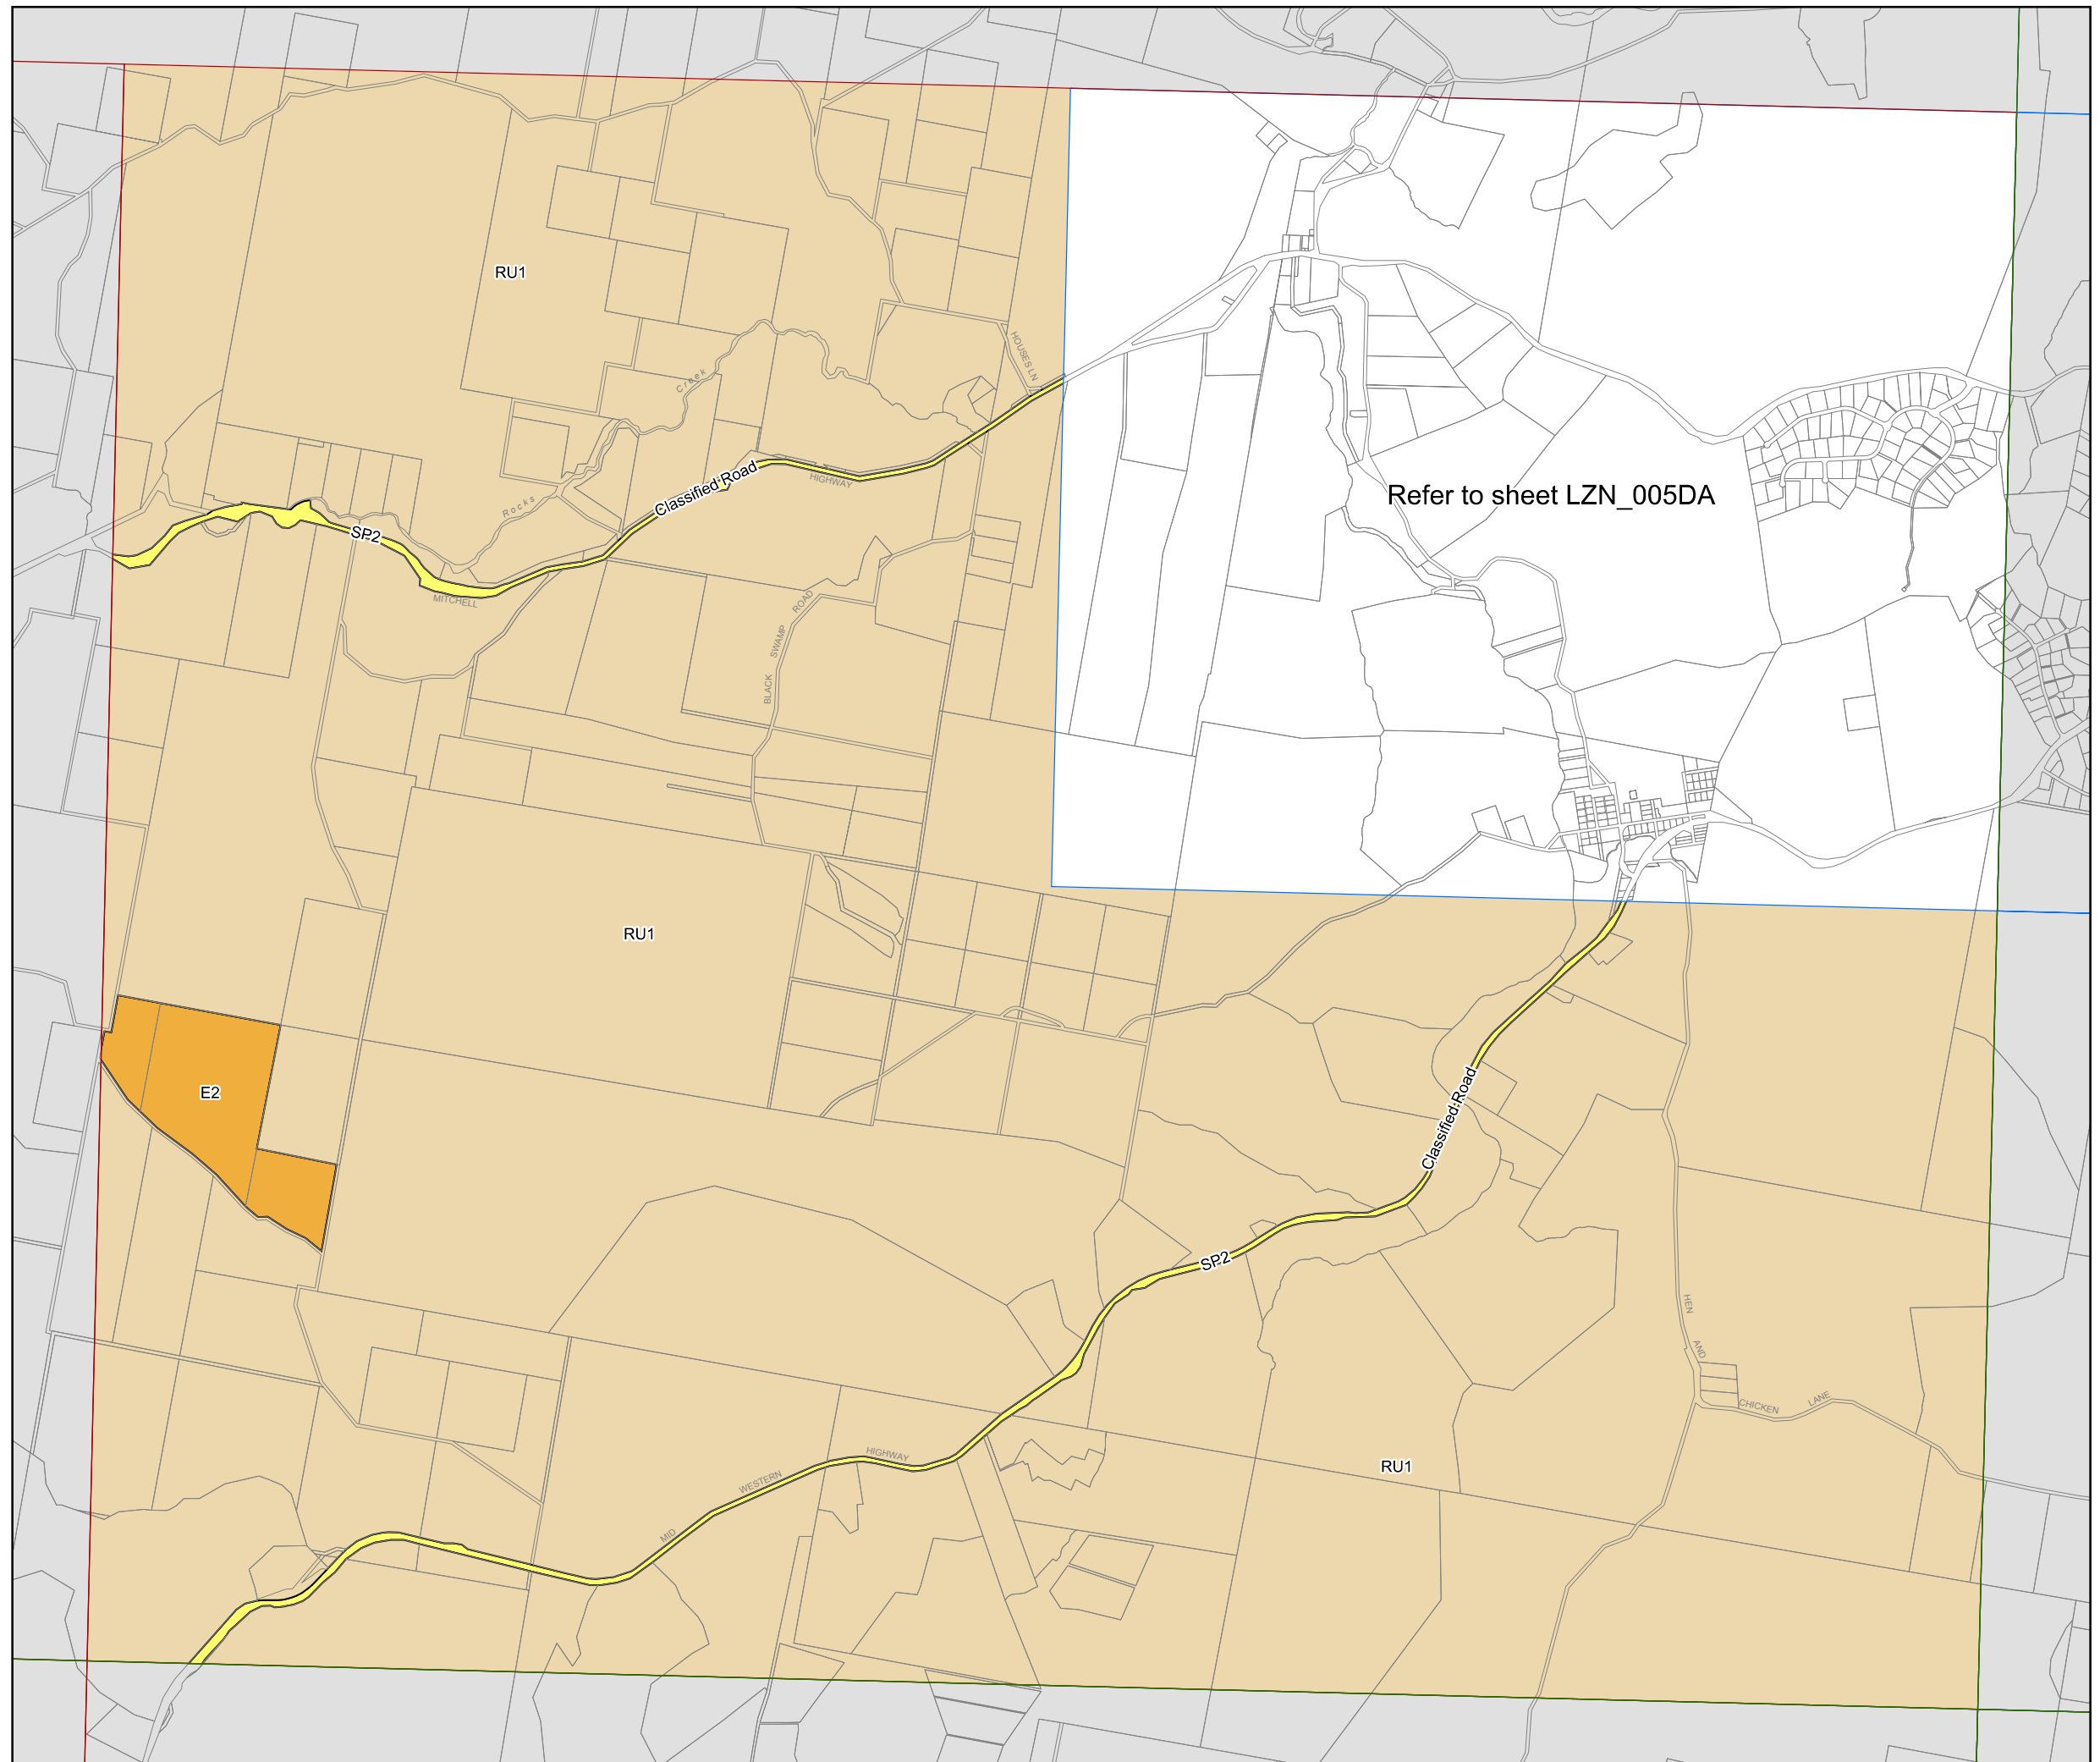 RU1
HOUSES LN
Creek
Classified Road
HIGHWAY
Refer to sheet LZN_005DA
Rocks
SP2
MITCHELL
BLACK SWAMP ROAD
RU1
E2
Classified Road
SP2
HEN AND CHICKEN LANE
RU1
MID WESTERN HIGHWAY